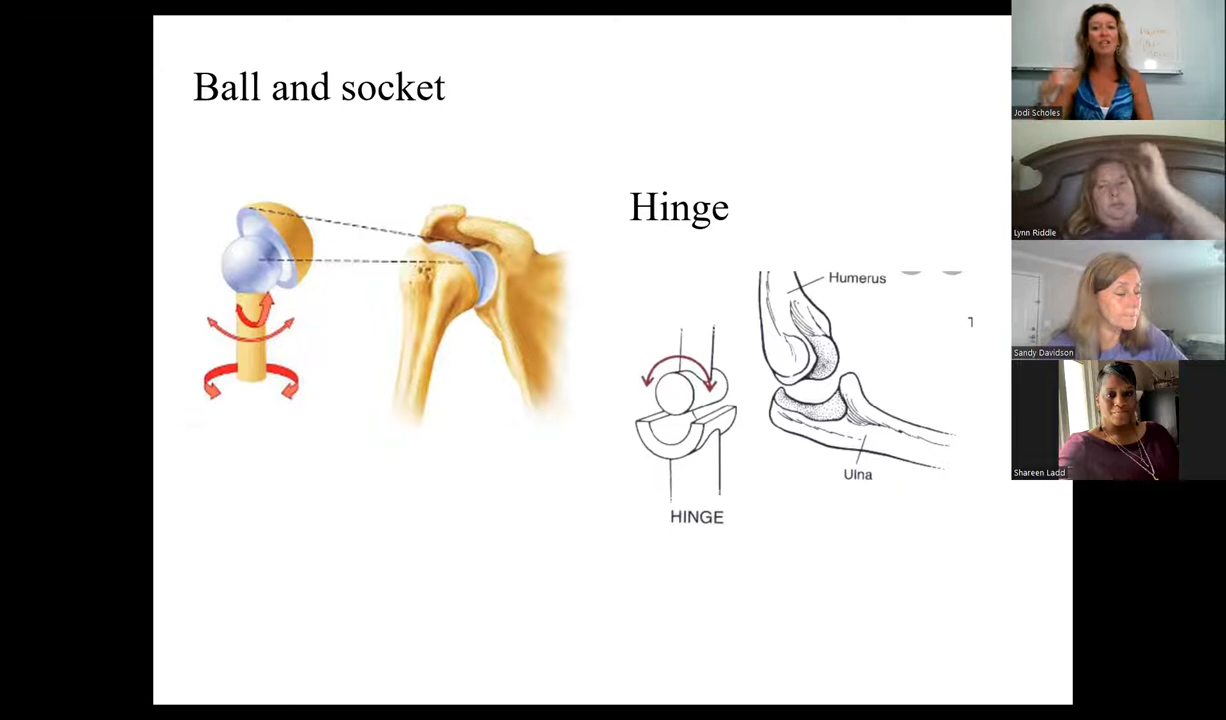 Ball and socket
Hinge
Humerus
Ulna
HINGE
Jodi Scholes
Lynn Riddle
Sandy Davidson
Shareen Ladd